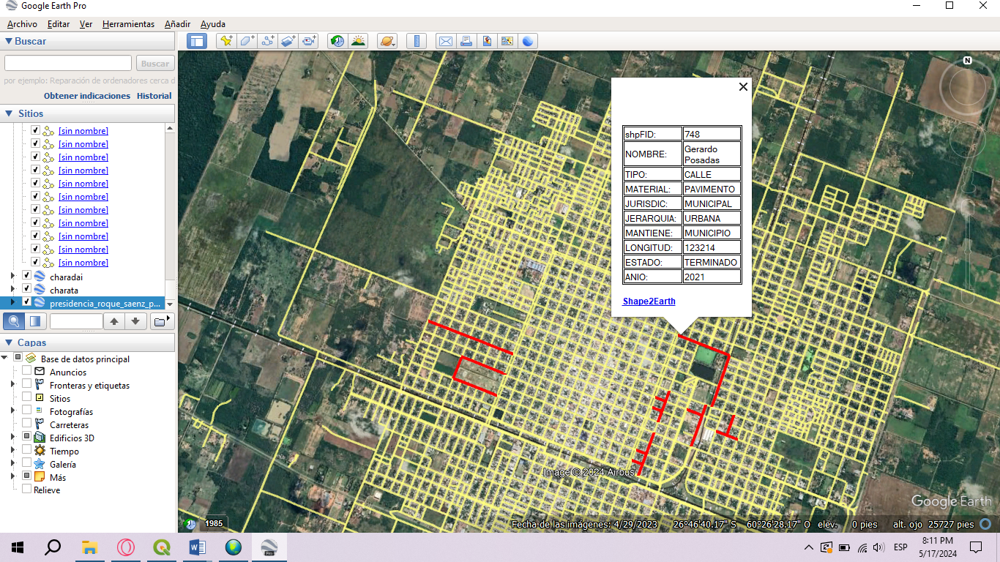 Google Earth Pro
Archivo Editar Ver Herramientas Añadir Ayuda
Buscar
Buscar
por ejemplo: Reparación de ordenadores cerca d
Obtener indicaciones Historial
Sitios
[sin nombre]
[sin nombre]
[sin nombre]
[sin nombre]
[sin nombre]
[sin nombre]
[sin nombre]
[sin nombre]
[sin nombre]
[sin nombre]
[sin nombre]
charadai
charata
presidencia_roque_saenz_p...
Capas
Base de datos principal
Anuncios
Fronteras y etiquetas
Sitios
Fotografías
Carreteras
Edificios 3D
Tiempo
Galería
Más
Relieve
N
shpFID: 748
NOMBRE: Gerardo
Posadas
TIPO: CALLE
MATERIAL: PAVIMENTO
JURISDIC: MUNICIPAL
JERARQUIA: URBANA
MANTIENE: MUNICIPIO
LONGITUD: 123214
ESTADO: TERMINADO
ANIO: 2021
Shape2Earth
Image © 2024 Airbus
Google Earth
1985
Fecha de las imágenes: 4/29/2023 26°46'40.17" S 60°26'28.17" O elev. 0 pies alt. ojo 25727 pies
Pro
ESP
8:11 PM
5/17/2024